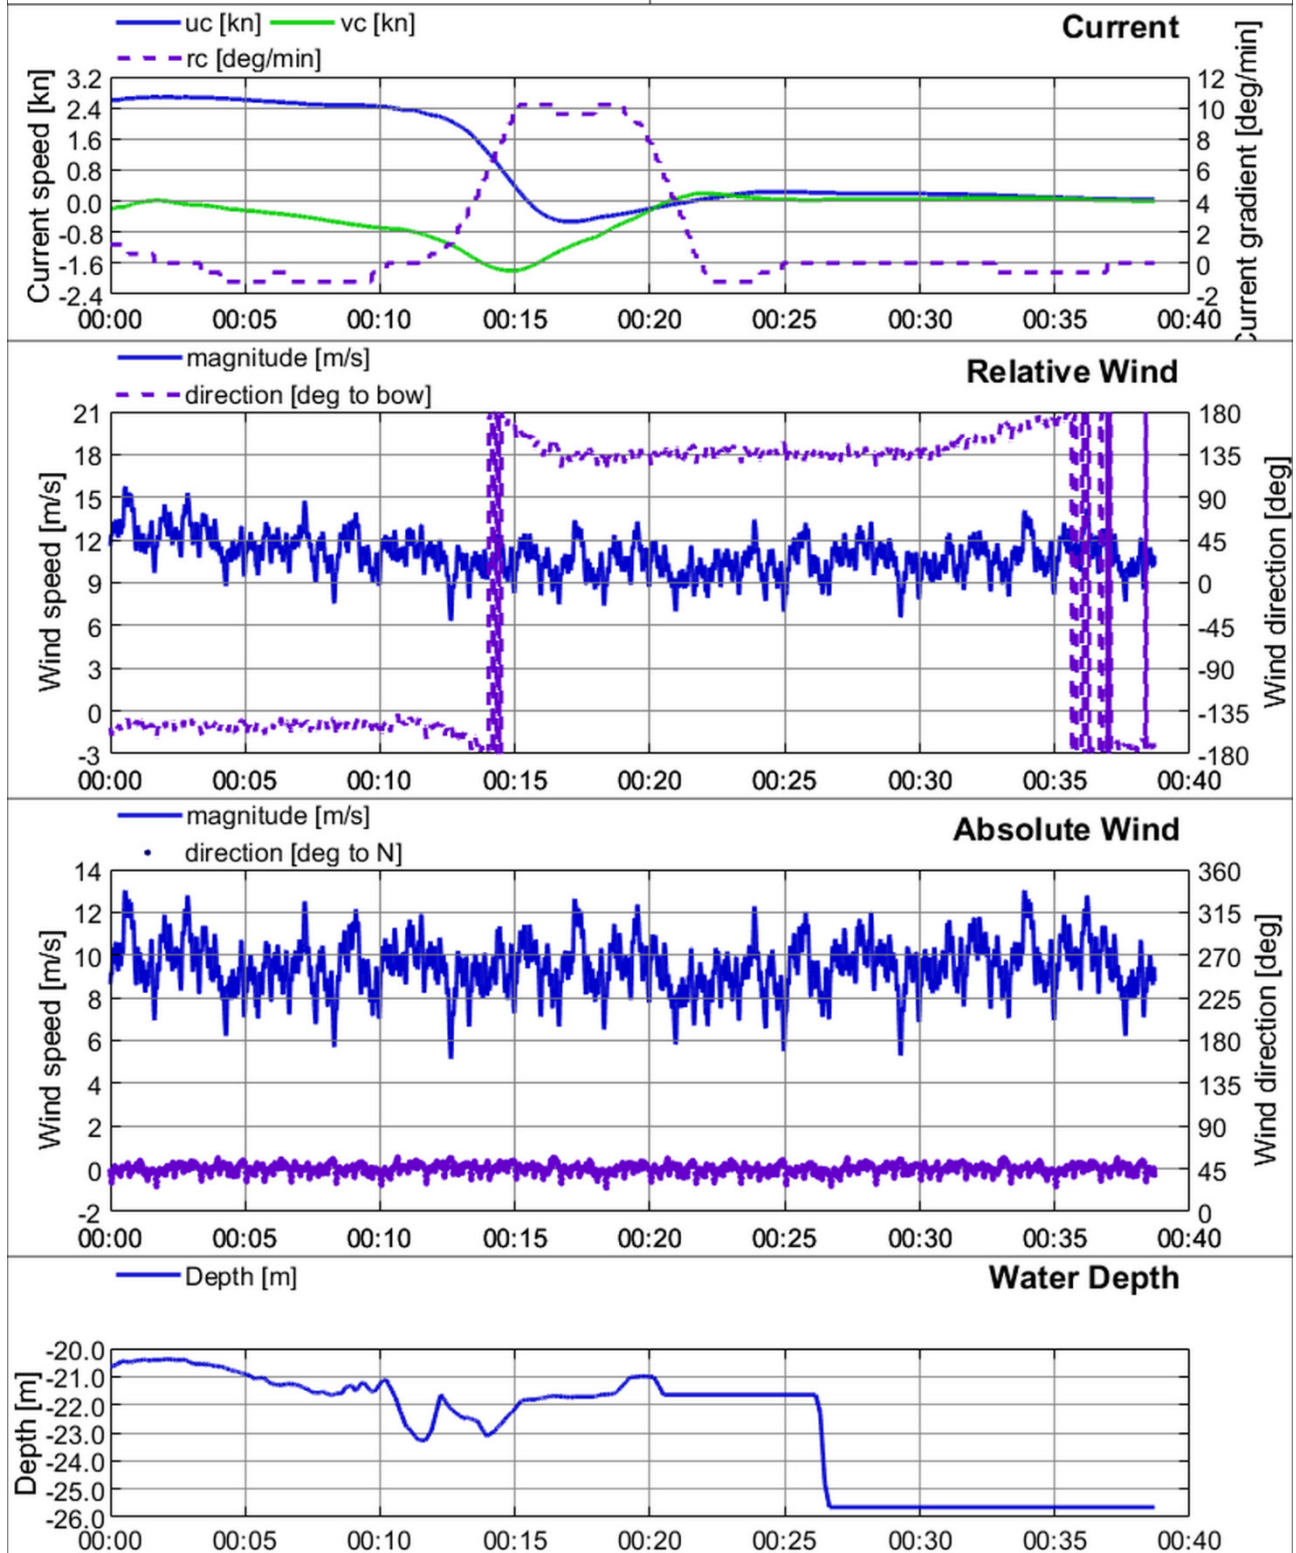 uc [kn] vc [kn] Current
rc [deg/min]
Current speed [kn]
3.2 2.4 1.6 0.8 0.0 -0.8 -1.6 -2.4
12 10 8 6 4 2 0 -2
Current gradient [deg/min]
00:00 00:05 00:10 00:15 00:20 00:25 00:30 00:35 00:40
magnitude [m/s] Relative Wind
direction [deg to bow]
Wind speed [m/s]
21 18 15 12 9 6 3 0 -3
180 135 90 45 0 -45 -90 -135 -180
Wind direction [deg]
00:00 00:05 00:10 00:15 00:20 00:25 00:30 00:35 00:40
magnitude [m/s] Absolute Wind
direction [deg to N]
Wind speed [m/s]
14 12 10 8 6 4 2 0 -2
360 315 270 225 180 135 90 45 0
Wind direction [deg]
00:00 00:05 00:10 00:15 00:20 00:25 00:30 00:35 00:40
Depth [m] Water Depth
Depth [m]
-20.0 -21.0 -22.0 -23.0 -24.0 -25.0 -26.0
00:00 00:05 00:10 00:15 00:20 00:25 00:30 00:35 00:40